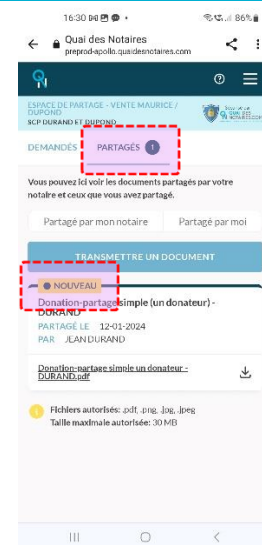 16:30
86%
Quai des Notaires
preprod-apollo.quaidesnotaires.com
ESPACE DE PARTAGE - VENTE MAURICE /
DUPOND
SCP DURAND ET DUPOND
QUAI DES
NOTAIRES.COM
DEMANDÉS
PARTAGÉS 1
Vous pouvez ici voir les documents partagés par votre
notaire et ceux que vous avez partagé.
Partagé par mon notaire
Partagé par moi
TRANSMETTRE UN DOCUMENT
NOUVEAU
Donation-partage simple (un donateur) -
DURAND
PARTAGÉ LE 12-01-2024
PAR JEAN DURAND
Donation-partage simple un donateur -
DURAND.pdf
Fichiers autorisés: .pdf, .png, .jpg, .jpeg
Taille maximale autorisée: 30 MB